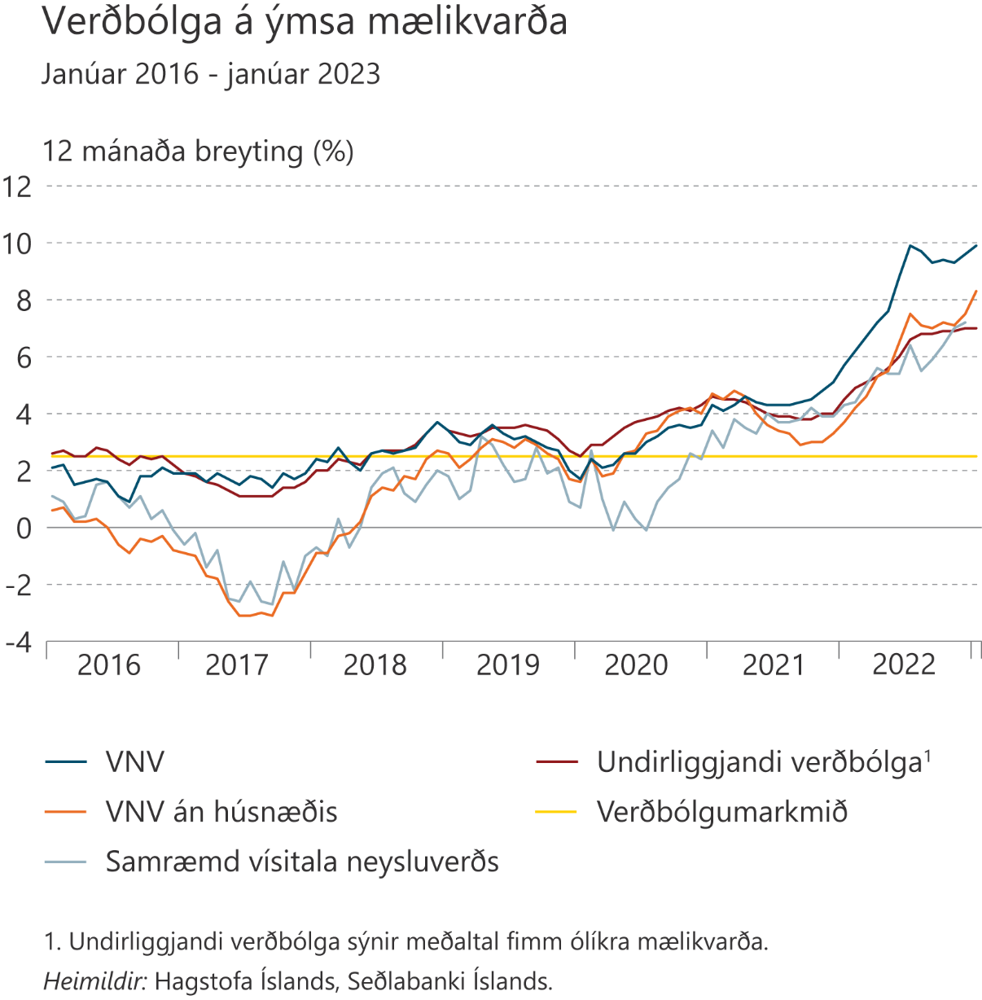 Verðbólga á ýmsa mælikvarða
Janúar 2016 - janúar 2023
12 mánaða breyting (%)
12
10
8
6
4
2
0
-2
-4
2016 2017 2018 2019 2020 2021 2022
VNV
VNV án húsnæðis
Samræmd vísitala neysluverðs
Undirliggjandi verðbólga¹
Verðbólgumarkmið
1. Undirliggjandi verðbólga sýnir meðaltal fimm ólíkra mælikvarða.
Heimildir: Hagstofa Íslands, Seðlabanki Íslands.